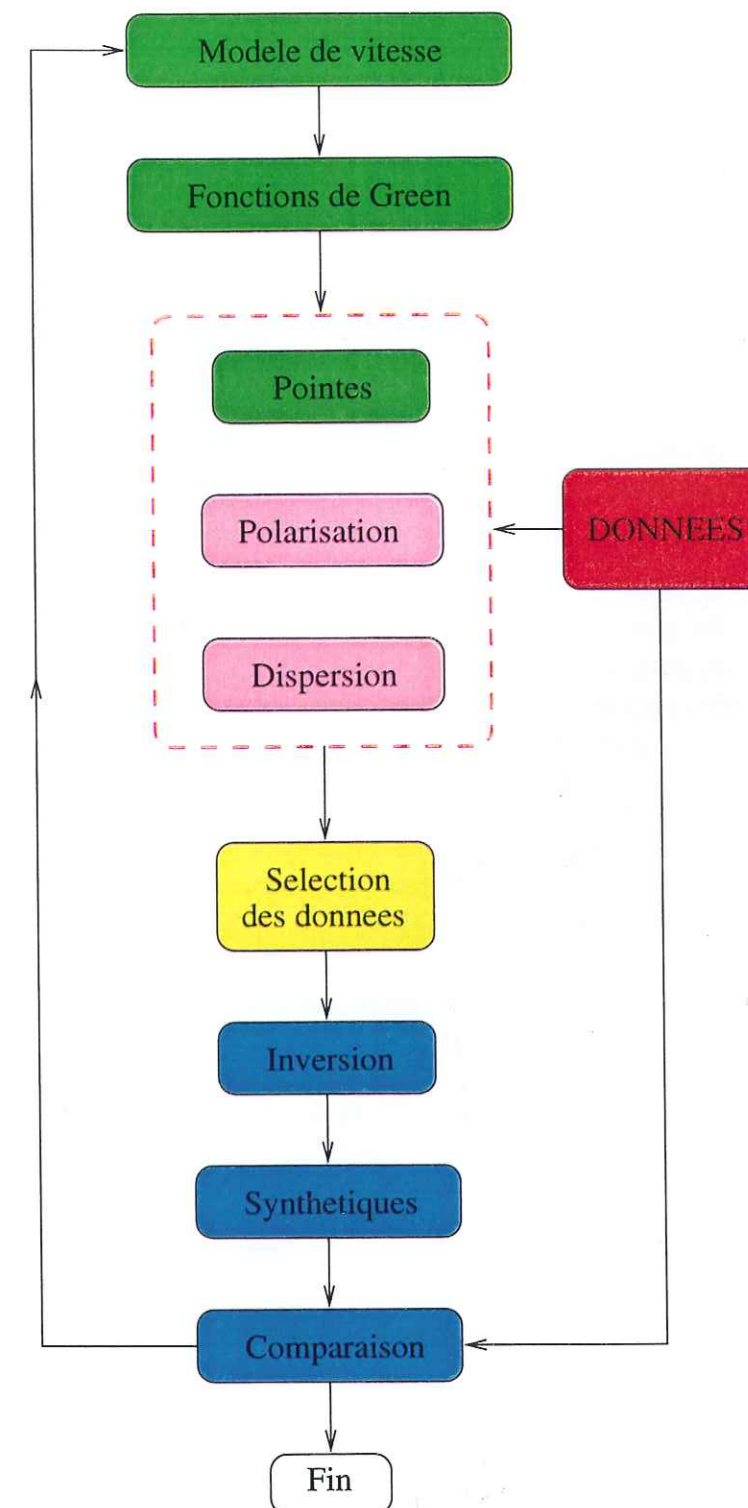 Modele de vitesse
Fonctions de Green
Pointes
Polarisation
DONNEES
Dispersion
Selection
des donnees
Inversion
Synthetiques
Comparaison
Fin